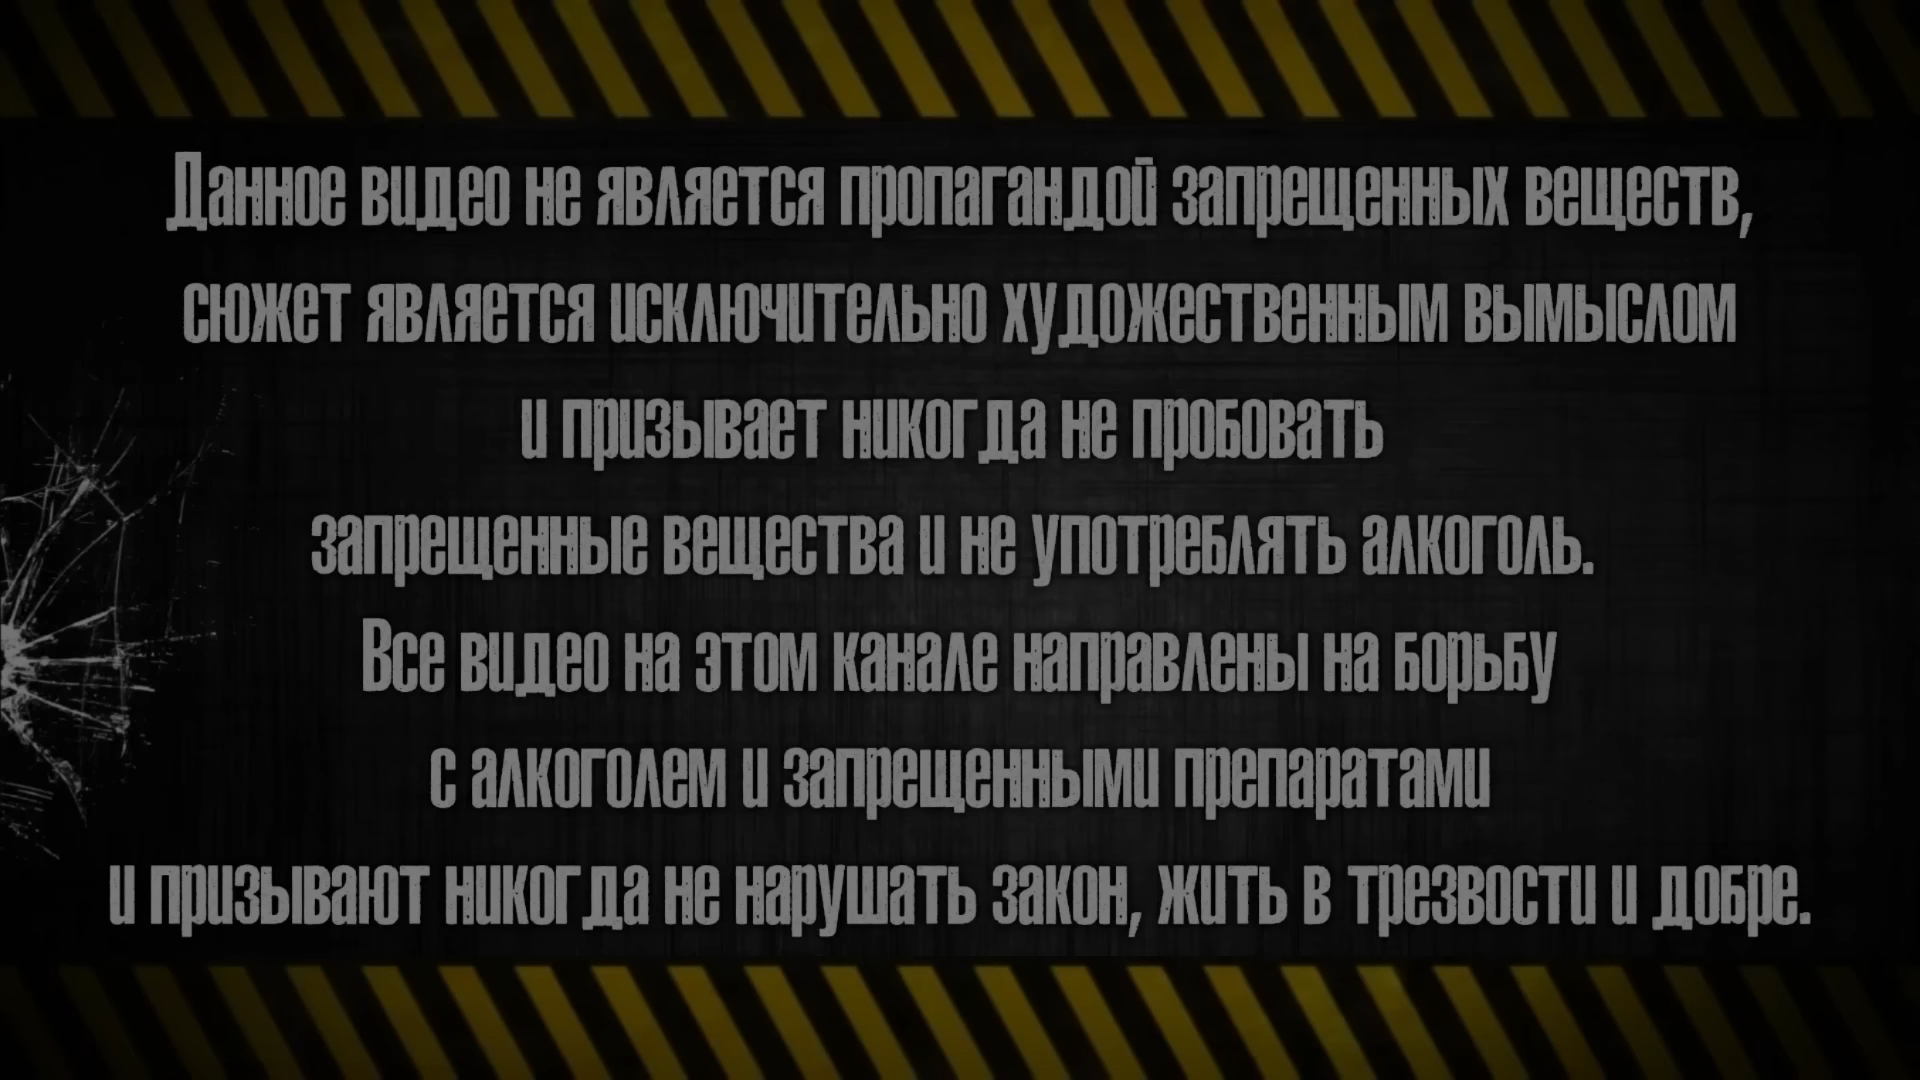 Данное видео не является пропагандой запрещенных веществ,
сюжет является исключительно художественным вымыслом
и призывает никогда не пробовать
запрещенные вещества и не употреблять алкоголь.
Все видео на этом канале направлены на борьбу
с алкоголем и запрещенными препаратами
и призывают никогда не нарушать закон, жить в трезвости и добре.